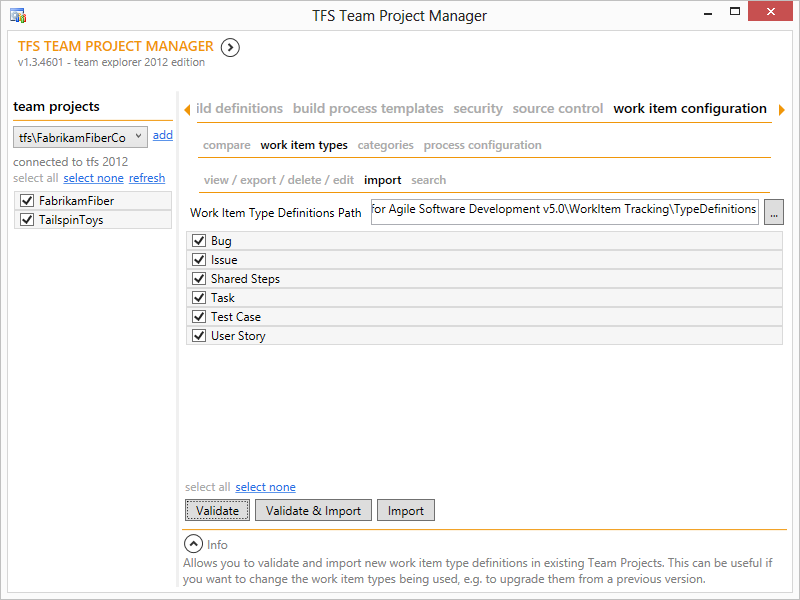 TFS Team Project Manager
TFS TEAM PROJECT MANAGER
v1.3.4601 - team explorer 2012 edition
team projects
tfs\FabrikamFiberCo add
connected to tfs 2012
select all select none refresh
FabrikamFiber
TailspinToys
ild definitions build process templates security source control work item configuration
compare work item types categories process configuration
view / export / delete / edit import search
Work Item Type Definitions Path for Agile Software Development v5.0\WorkItem Tracking\TypeDefinitions ...
Bug
Issue
Shared Steps
Task
Test Case
User Story
select all select none
Validate Validate & Import Import
Info
Allows you to validate and import new work item type definitions in existing Team Projects. This can be useful if
you want to change the work item types being used, e.g. to upgrade them from a previous version.